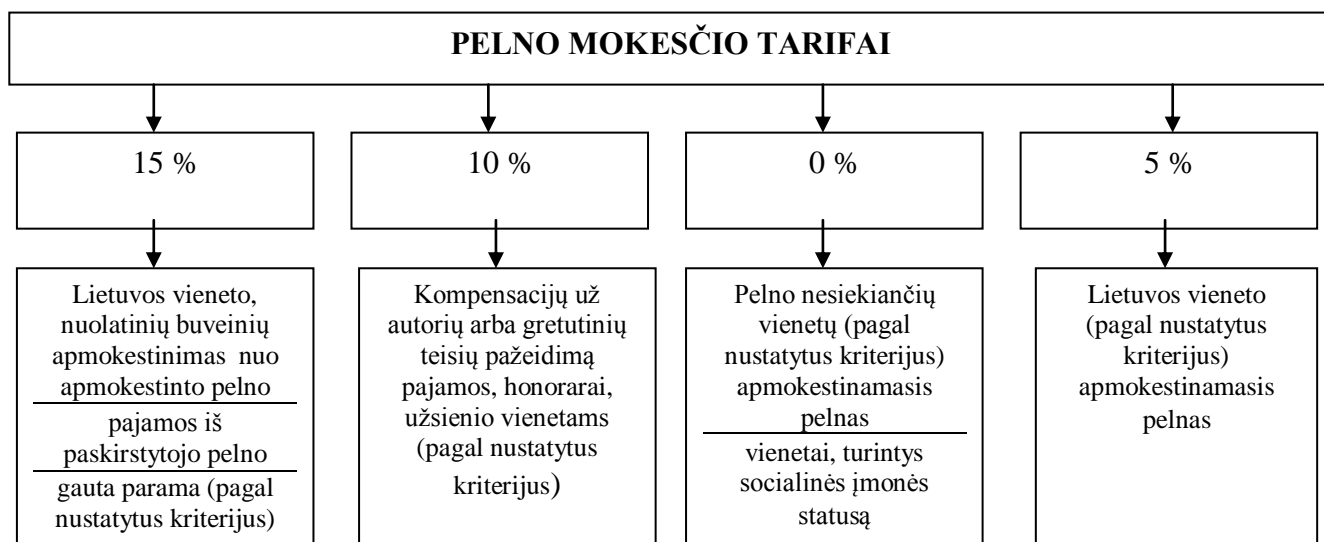 PELNO MOKESČIO TARIFAI
15 %
10 %
0 %
5 %
Lietuvos vieneto,
nuolatinių buveinių
apmokestinimas nuo
apmokestinto pelno
pajamos iš
paskirstytojo pelno
gauta parama (pagal
nustatytus kriterijus)
Kompensacijų už
autorių arba gretutinių
teisių pažeidimą
pajamos, honorarai,
užsienio vienetams
(pagal nustatytus
kriterijus)
Pelno nesiekiančių
vienetų (pagal
nustatytus kriterijus)
apmokestinamasis
pelnas
vienetai, turintys
socialinės įmonės
statusą
Lietuvos vieneto
(pagal nustatytus
kriterijus)
apmokestinamasis
pelnas